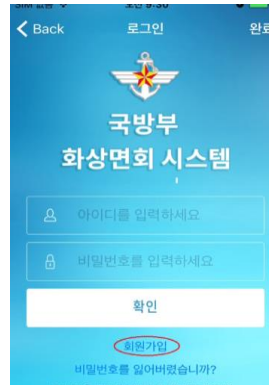 Back 로그인 완료
국방부
화상면회 시스템
아이디를 입력하세요
비밀번호를 입력하세요
확인
회원가입
비밀번호를 잃어버렸습니까?